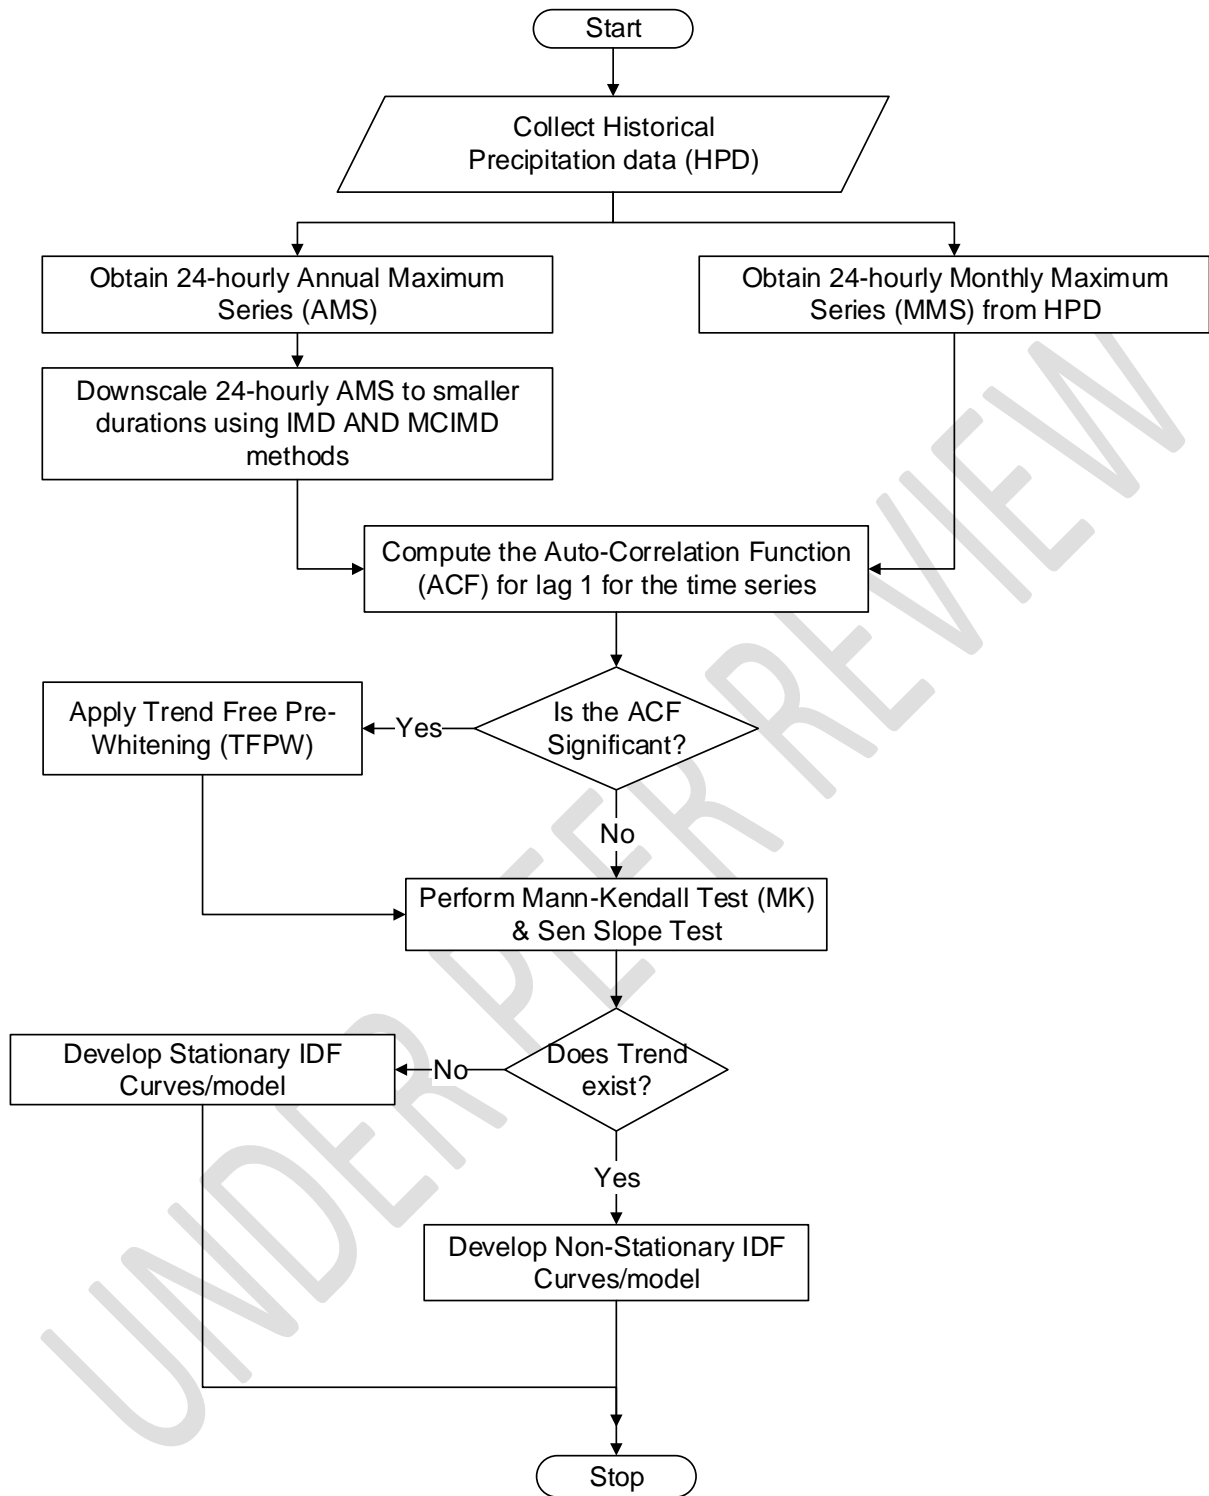 Start
Collect Historical
Precipitation data (HPD)
Obtain 24-hourly Annual Maximum
Series (AMS)
Obtain 24-hourly Monthly Maximum
Series (MMS) from HPD
Downscale 24-hourly AMS to smaller
durations using IMD AND MCIMD
methods
Compute the Auto-Correlation Function
(ACF) for lag 1 for the time series
Apply Trend Free Pre-
Whitening (TFPW)
Yes
Is the ACF
Significant?
No
Perform Mann-Kendall Test (MK)
& Sen Slope Test
Develop Stationary IDF
Curves/model
No
Does Trend
exist?
Yes
Develop Non-Stationary IDF
Curves/model
Stop
UNDER PEER REVIEW